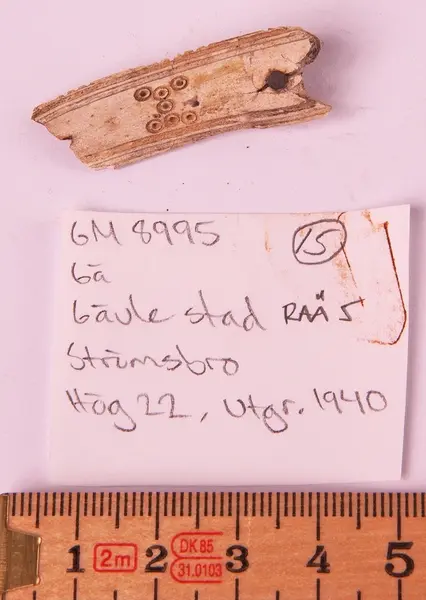 GM 8995 15
Gä
Gävle stad RAÄ 5
Strömsbro
Hög 22, Utgr. 1940
1 2m 2 DK 85 3 4 5
31.0103